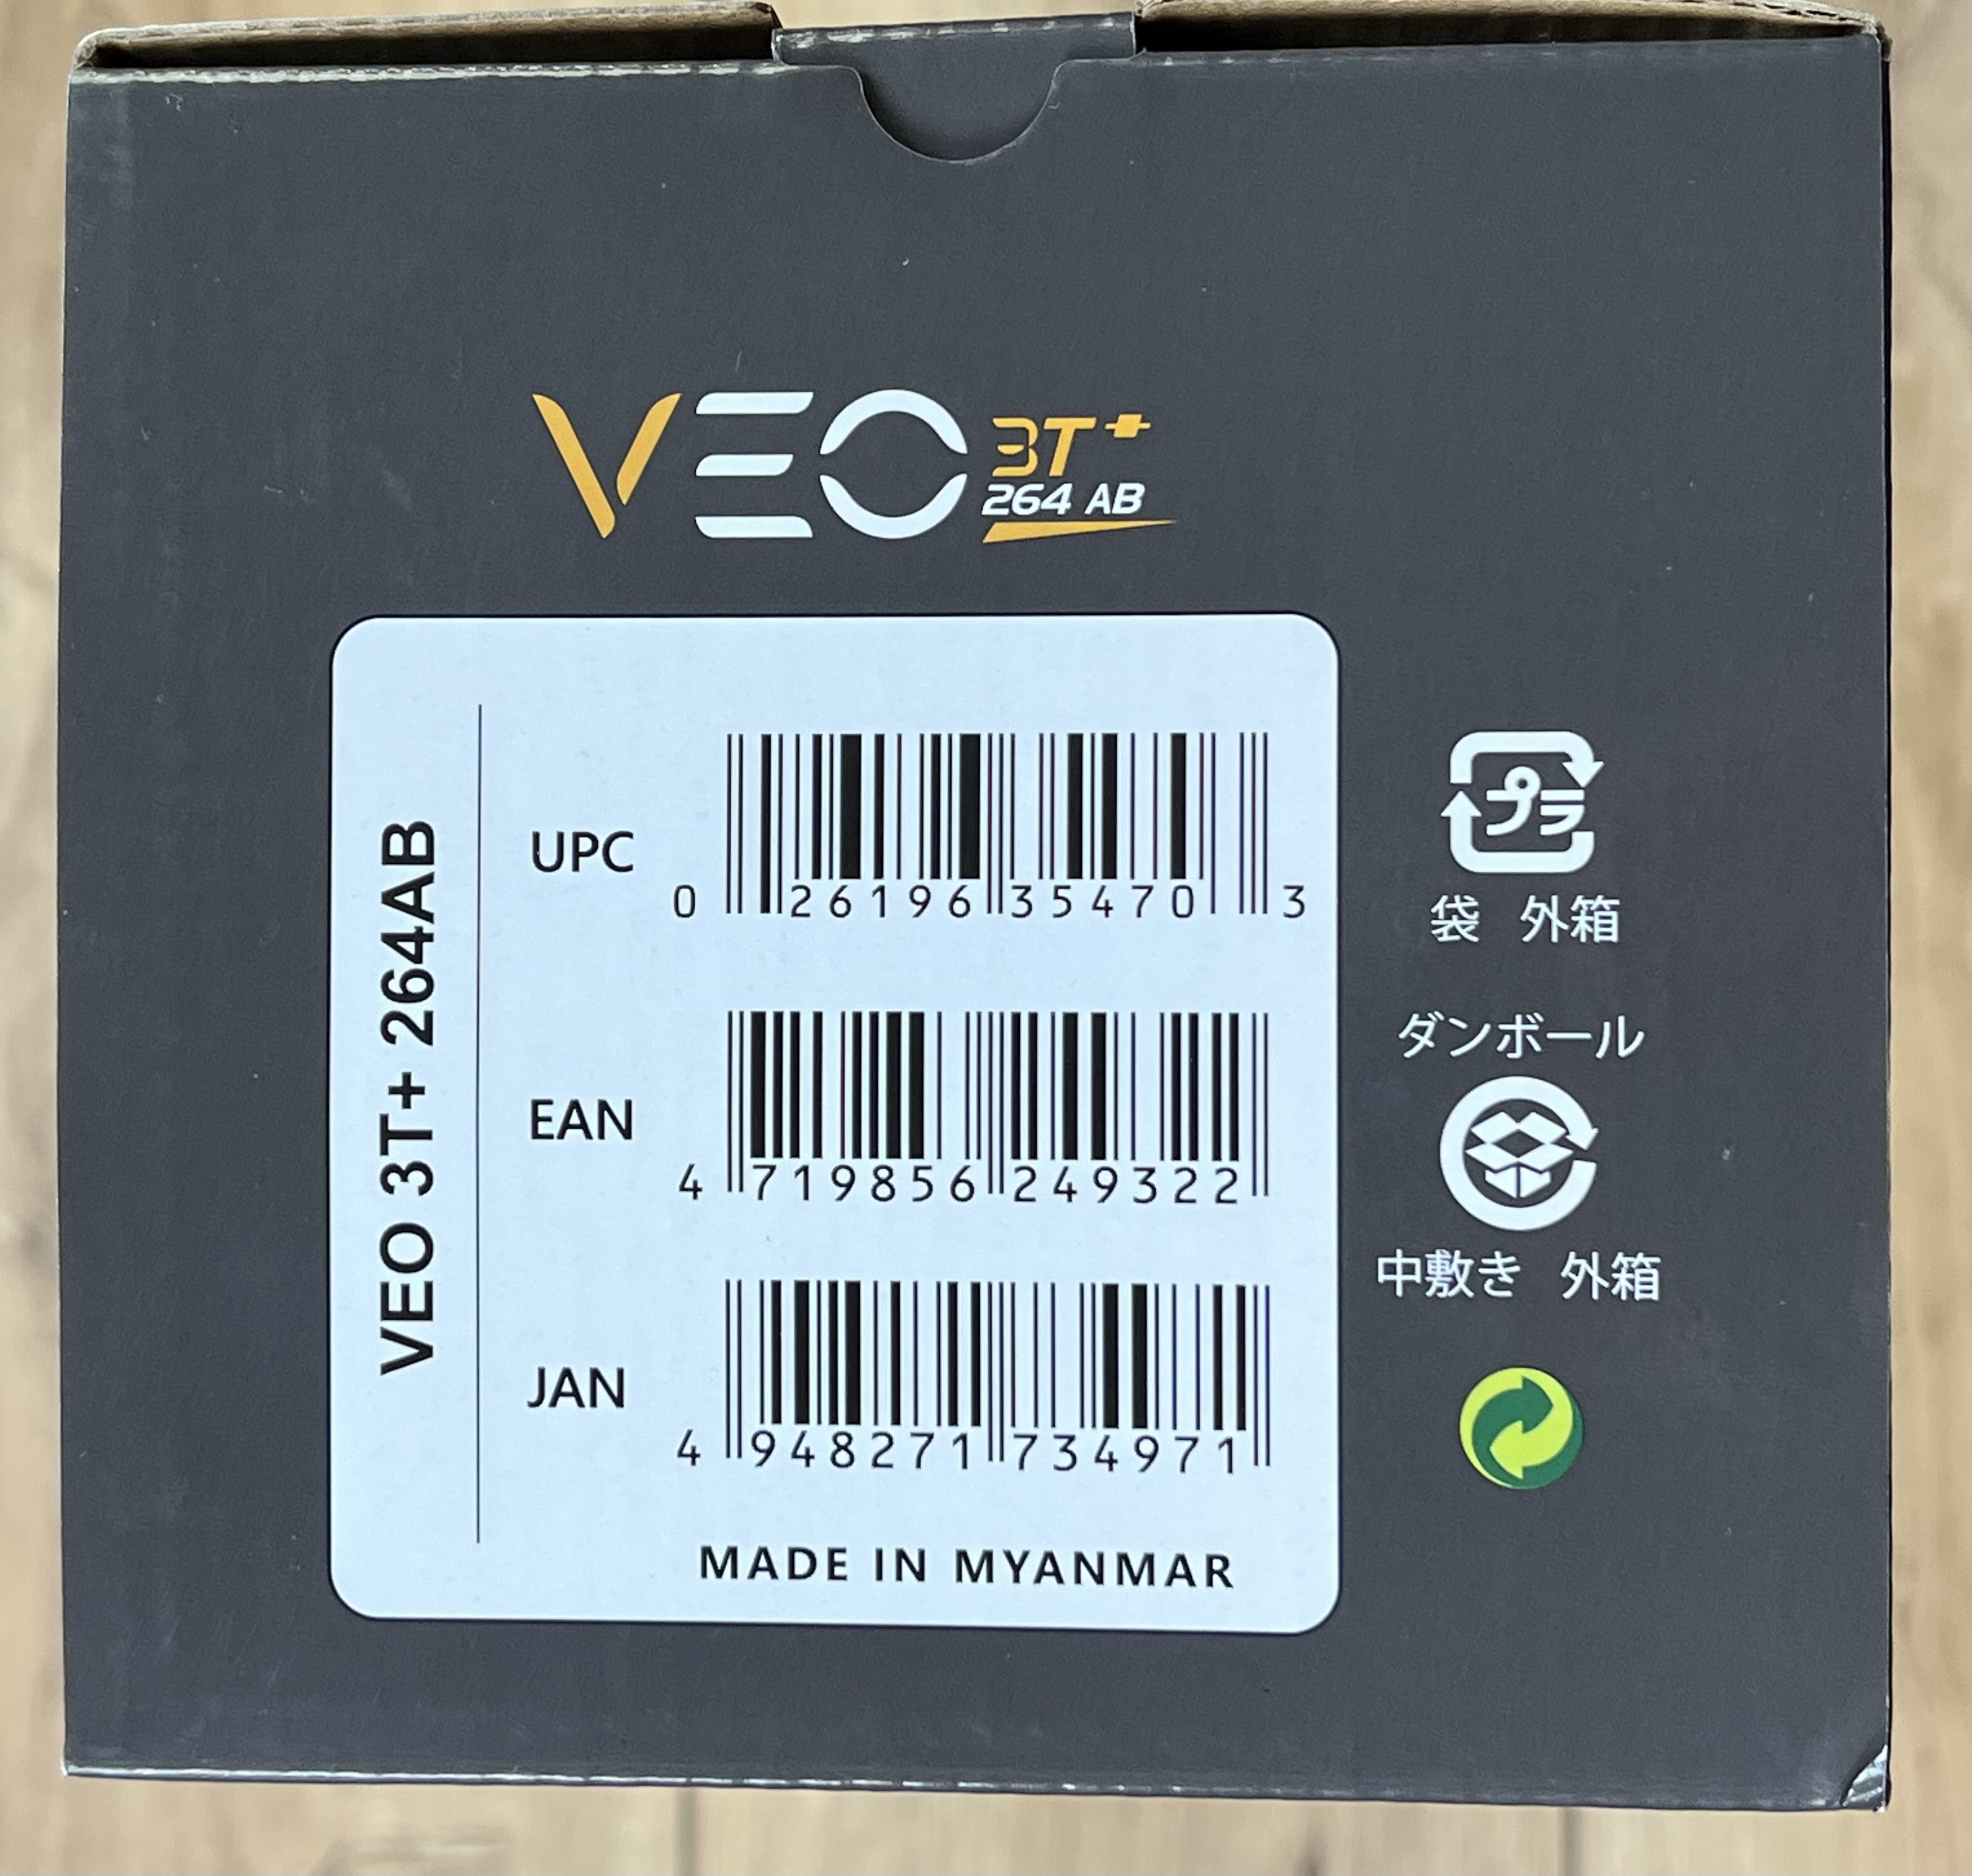 VEO 3T+
264 AB
VEO 3T+ 264AB
UPC
0 26196 35470 3
EAN
4 719856 249322
JAN
4 948271 734971
MADE IN MYANMAR
プラ
袋 外箱
ダンボール
中敷き 外箱